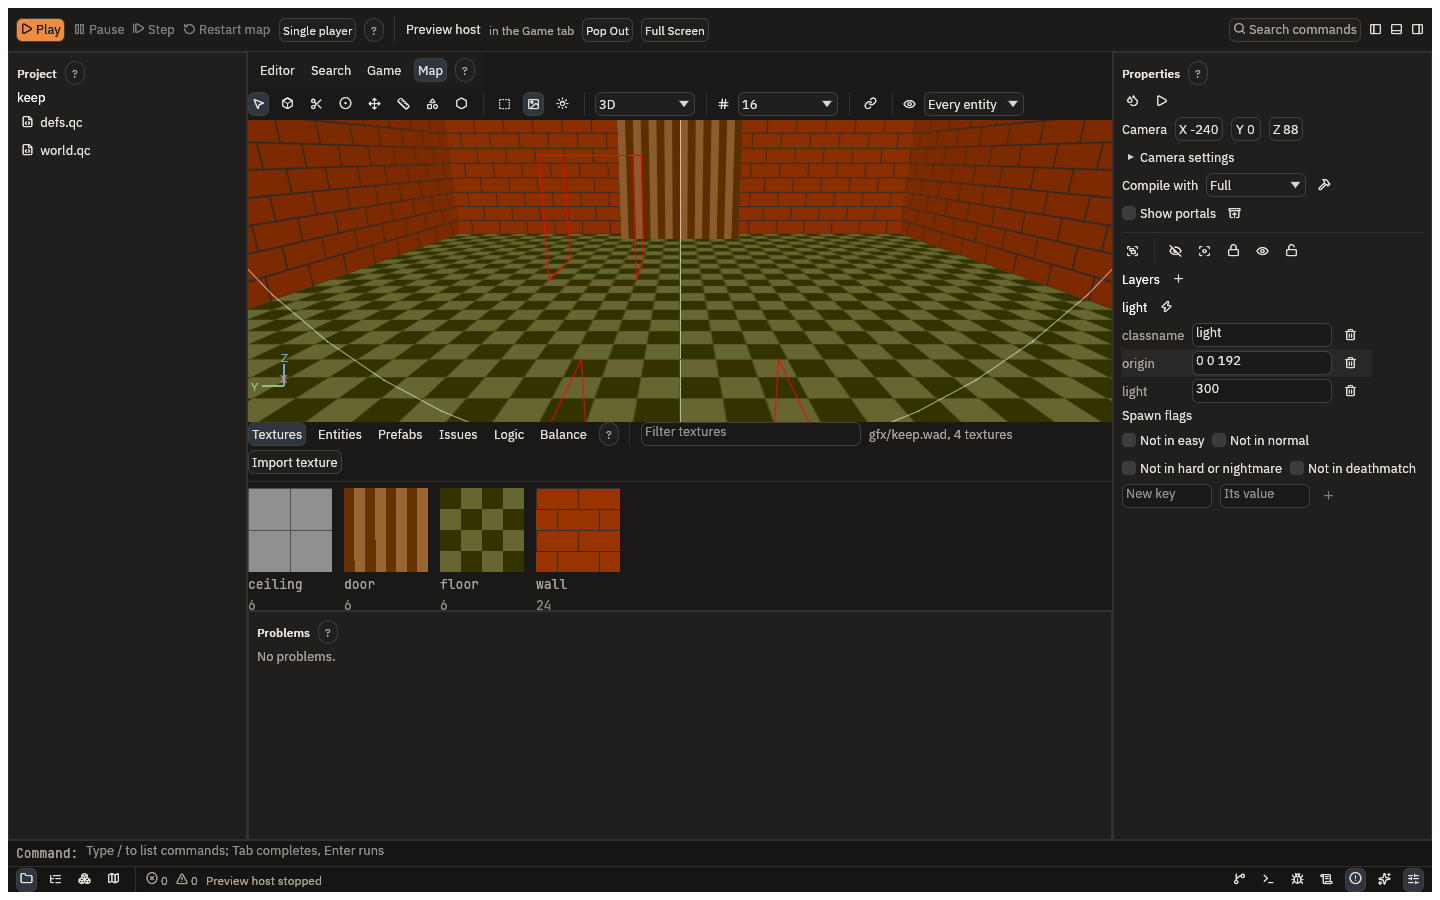 Play Pause Step Restart map Single player ? Preview host in the Game tab Pop Out Full Screen Search commands
Project ?
keep
defs.qc
world.qc
Editor Search Game Map ?
3D # 16 Every entity
Z
Y X
Textures Entities Prefabs Issues Logic Balance ? Filter textures gfx/keep.wad, 4 textures
Import texture
ceiling door floor wall
6 6 6 24
Problems ?
No problems.
Properties ?
Camera X -240 Y 0 Z 88
Camera settings
Compile with Full
Show portals
Layers +
light
classname light
origin 0 0 192
light 300
Spawn flags
Not in easy Not in normal
Not in hard or nightmare Not in deathmatch
New key Its value +
Command: Type / to list commands; Tab completes, Enter runs
0 0 Preview host stopped